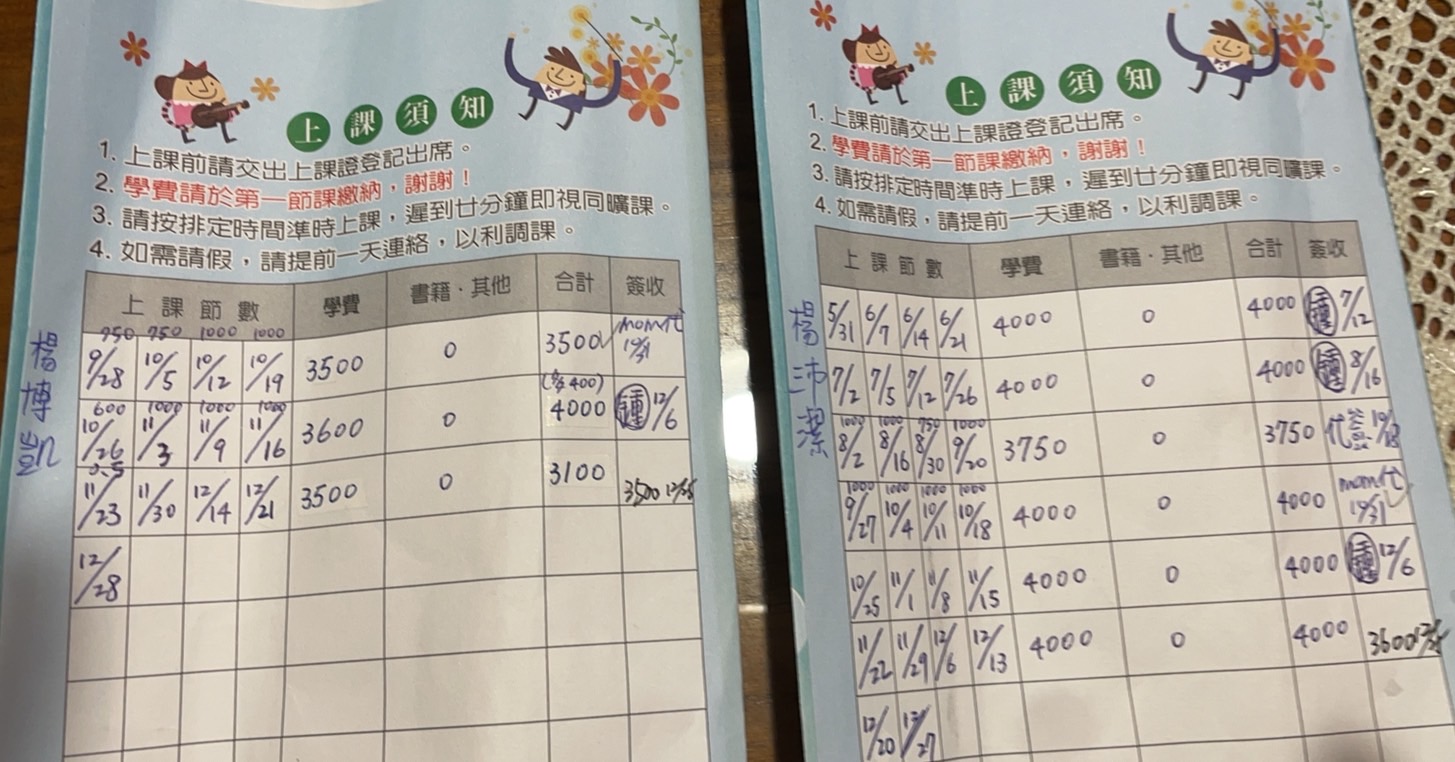 上課須知
1. 上課前請交出上課證登記出席。
2. 學費請於第一節課繳納，謝謝！
3. 請按排定時間準時上課，遲到廿分鐘即視同曠課。
4. 如需請假，請提前一天連絡，以利調課。
上課節數 學費 書籍·其他 合計 簽收
楊博凱
750 750 1000 1000
9/28 10/5 10/12 10/19 3500 0 3500 mom代 10/31
600 1000 1000 1000
10/26 11/3 11/9 11/16 3600 0 4000 12/6
0.5
11/23 11/30 12/14 12/21 3500 0 3100 3500
12/28
上課須知
1. 上課前請交出上課證登記出席。
2. 學費請於第一節課繳納，謝謝！
3. 請按排定時間準時上課，遲到廿分鐘即視同曠課。
4. 如需請假，請提前一天連絡，以利調課。
上課節數 學費 書籍·其他 合計 簽收
楊沛潔
5/31 6/7 6/14 6/21 4000 0 4000 7/12
7/2 7/5 7/12 7/26 4000 0 4000 8/16
1000 1000 750 1000
8/2 8/16 8/30 9/20 3750 0 3750 代
1000 1000 1000 1000
9/27 10/4 10/11 10/18 4000 0 4000 mom代 10/31
10/25 11/1 11/8 11/15 4000 0 4000 12/6
11/22 11/29 12/6 12/13 4000 0 4000 3600
12/20 12/27